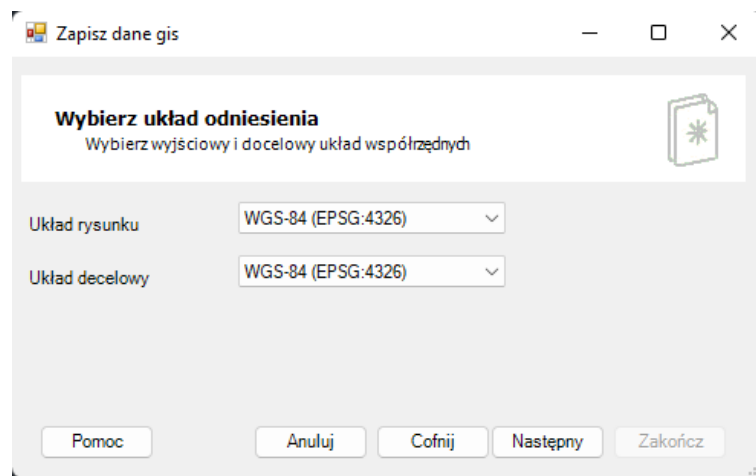 Zapisz dane gis
Wybierz układ odniesienia
Wybierz wyjściowy i docelowy układ współrzędnych
Układ rysunku
WGS-84 (EPSG:4326)
Układ decelowy
WGS-84 (EPSG:4326)
Pomoc
Anuluj
Cofnij
Następny
Zakończ